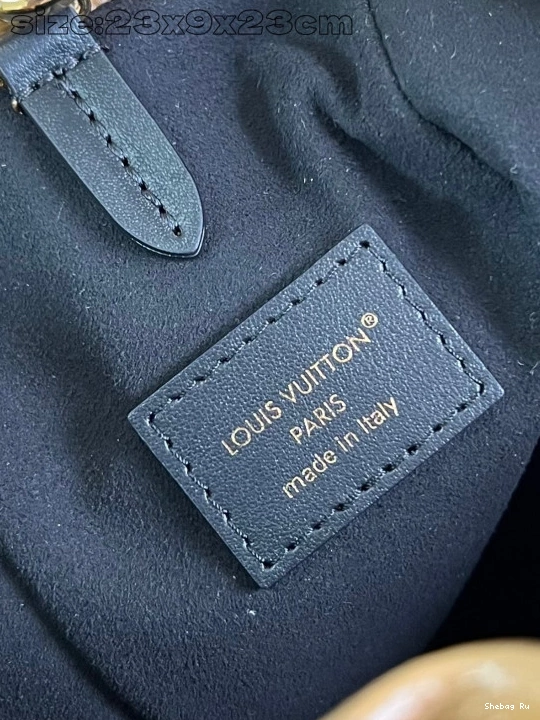 size:23x9x23cm
LOUIS VUITTON®
PARIS
made in Italy
Shebag Ru